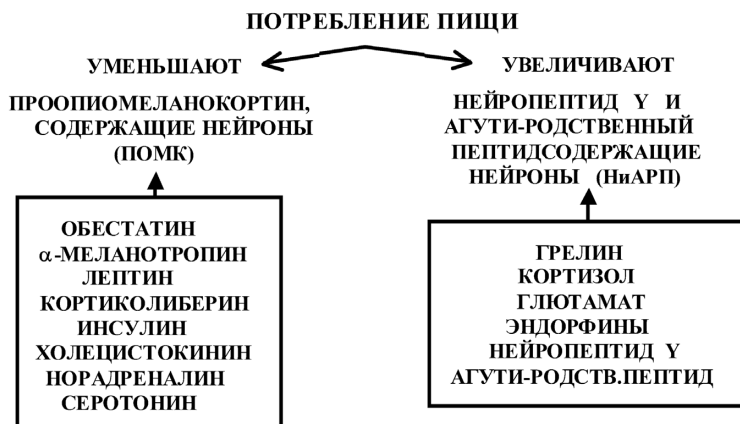 ПОТРЕБЛЕНИЕ ПИЩИ
УМЕНЬШАЮТ
ПРООПИОМЕЛАНОКОРТИН,
СОДЕРЖАЩИЕ НЕЙРОНЫ
(ПОМК)
ОБЕСТАТИН
α-МЕЛАНОТРОПИН
ЛЕПТИН
КОРТИКОЛИБЕРИН
ИНСУЛИН
ХОЛЕЦИСТОКИНИН
НОРАДРЕНАЛИН
СЕРОТОНИН
УВЕЛИЧИВАЮТ
НЕЙРОПЕПТИД Y И
АГУТИ-РОДСТВЕННЫЙ
ПЕПТИДСОДЕРЖАЩИЕ
НЕЙРОНЫ (НиАРП)
ГРЕЛИН
КОРТИЗОЛ
ГЛЮТАМАТ
ЭНДОРФИНЫ
НЕЙРОПЕПТИД Y
АГУТИ-РОДСТВ.ПЕПТИД